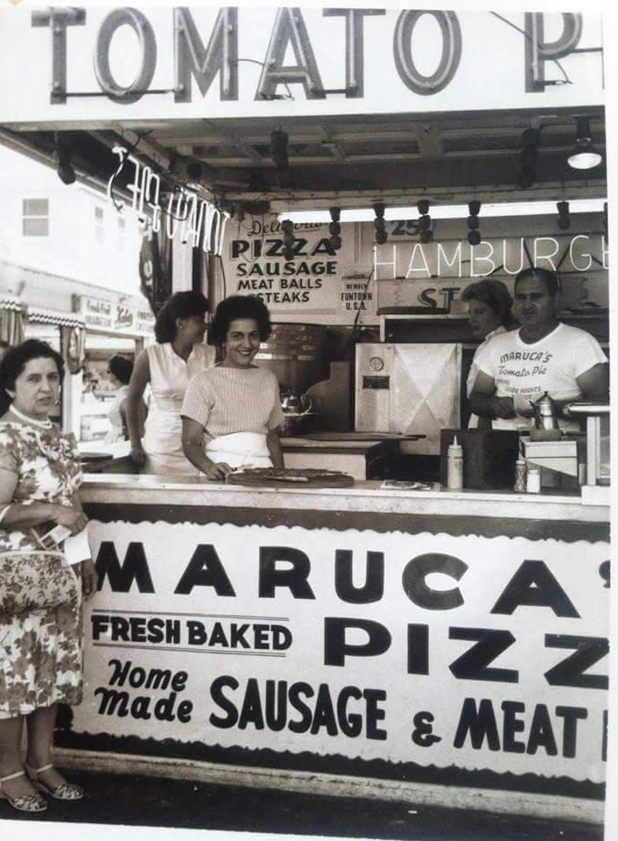 TOMATO P
Delicious
PIZZA
SAUSAGE
MEAT BALLS
STEAKS
MEMBER
FUNTOWN
U.S.A.
25¢
HAMBURGE
ST
MARUCA'S
Tomato Pie
MARUCA'S
FRESH BAKED
PIZZ
Home
Made
SAUSAGE & MEAT